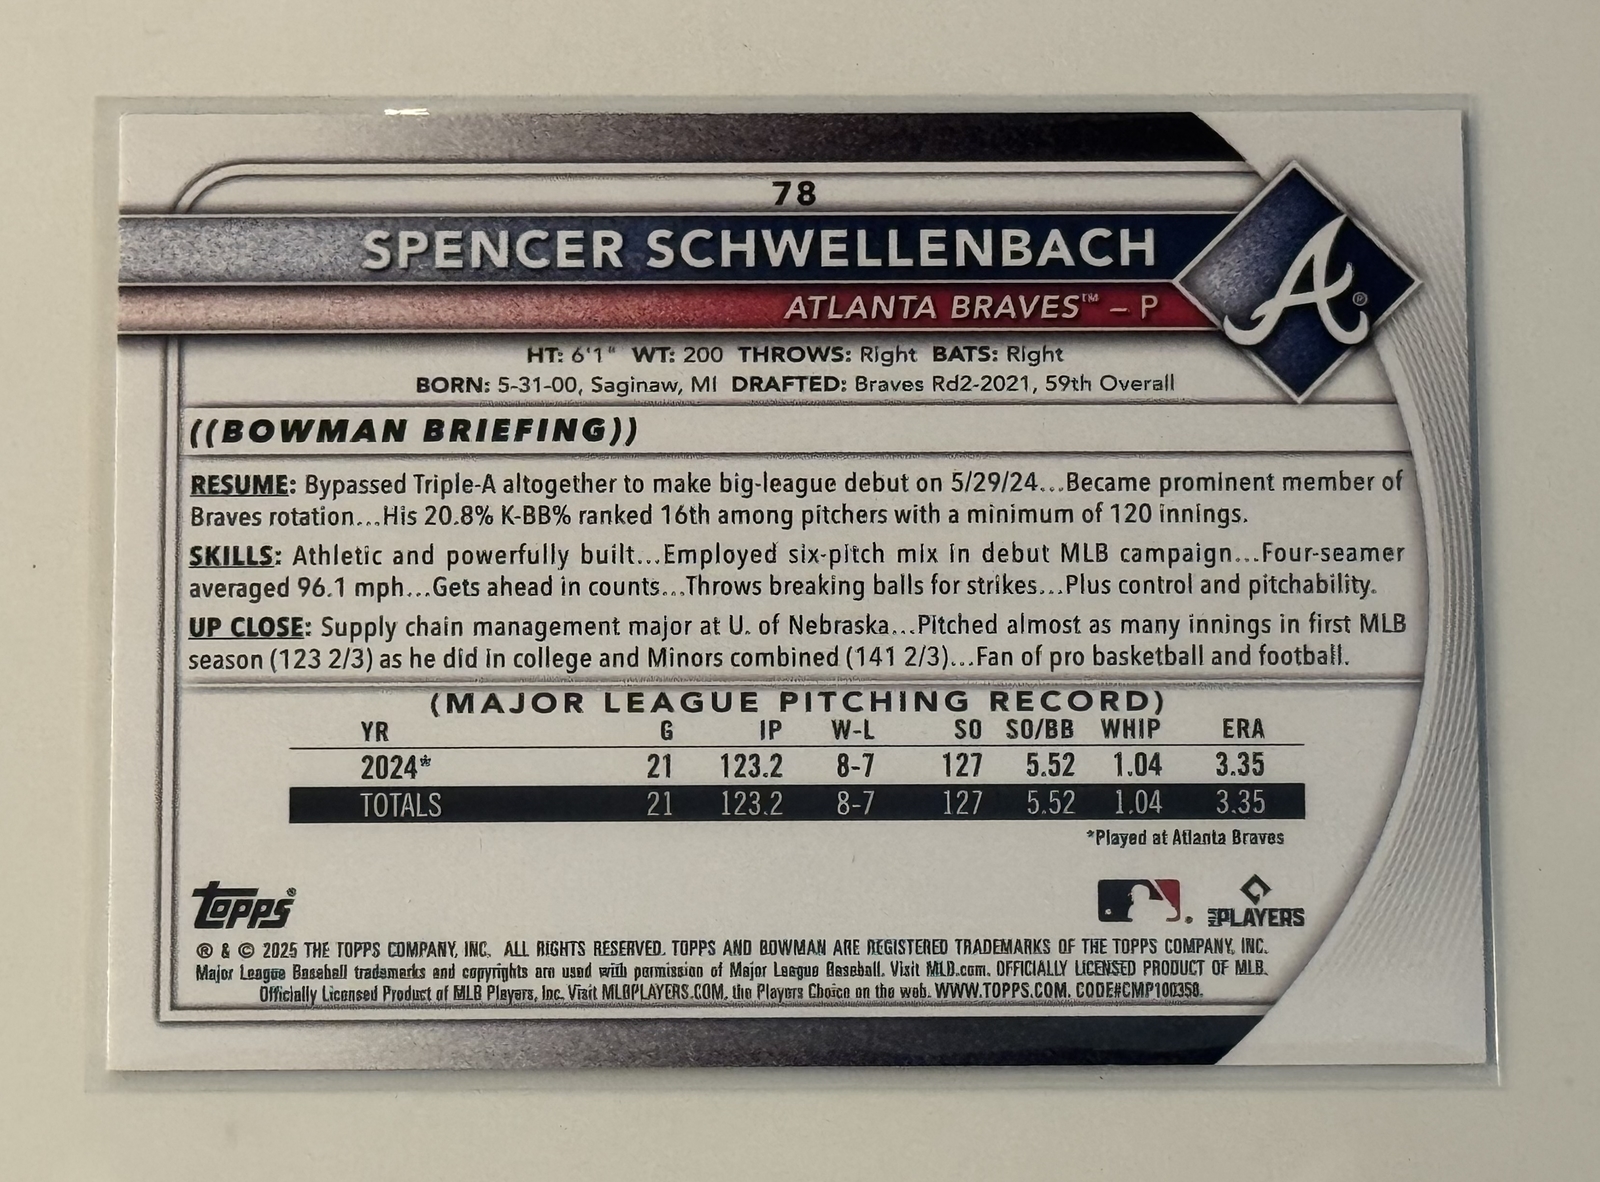 78
SPENCER SCHWELLENBACH
ATLANTA BRAVES™ – P
A®
HT: 6'1" WT: 200 THROWS: Right BATS: Right
BORN: 5-31-00, Saginaw, MI DRAFTED: Braves Rd2-2021, 59th Overall
((BOWMAN BRIEFING))
RESUME: Bypassed Triple-A altogether to make big-league debut on 5/29/24...Became prominent member of
Braves rotation...His 20.8% K-BB% ranked 16th among pitchers with a minimum of 120 innings.
SKILLS: Athletic and powerfully built...Employed six-pitch mix in debut MLB campaign...Four-seamer
averaged 96.1 mph...Gets ahead in counts...Throws breaking balls for strikes...Plus control and pitchability.
UP CLOSE: Supply chain management major at U. of Nebraska...Pitched almost as many innings in first MLB
season (123 2/3) as he did in college and Minors combined (141 2/3)...Fan of pro basketball and football.
(MAJOR LEAGUE PITCHING RECORD)
YR G IP W-L SO SO/BB WHIP ERA
2024* 21 123.2 8-7 127 5.52 1.04 3.35
TOTALS 21 123.2 8-7 127 5.52 1.04 3.35
*Played at Atlanta Braves
Topps®
MLB PLAYERS
® & © 2025 THE TOPPS COMPANY, INC. ALL RIGHTS RESERVED. TOPPS AND BOWMAN ARE REGISTERED TRADEMARKS OF THE TOPPS COMPANY, INC.
Major League Baseball trademarks and copyrights are used with permission of Major League Baseball. Visit MLB.com. OFFICIALLY LICENSED PRODUCT OF MLB.
Officially Licensed Product of MLB Players, Inc. Visit MLBPLAYERS.COM, the Players Choice on the web. WWW.TOPPS.COM. CODE#CMP100358.